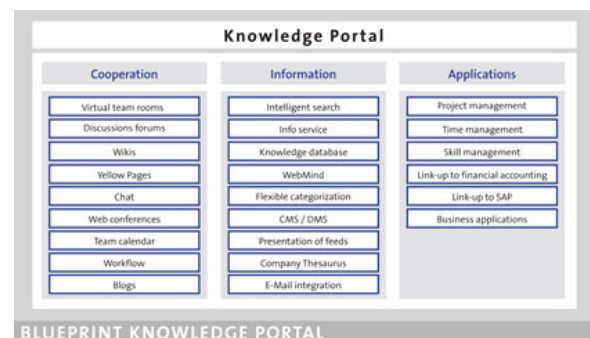 Knowledge Portal
Cooperation
Virtual team rooms
Discussions forums
Wikis
Yellow Pages
Chat
Web conferences
Team calendar
Workflow
Blogs
Information
Intelligent search
Info service
Knowledge database
WebMind
Flexible categorization
CMS / DMS
Presentation of feeds
Company Thesaurus
E-Mail integration
Applications
Project management
Time management
Skill management
Link-up to financial accounting
Link-up to SAP
Business applications
BLUEPRINT KNOWLEDGE PORTAL